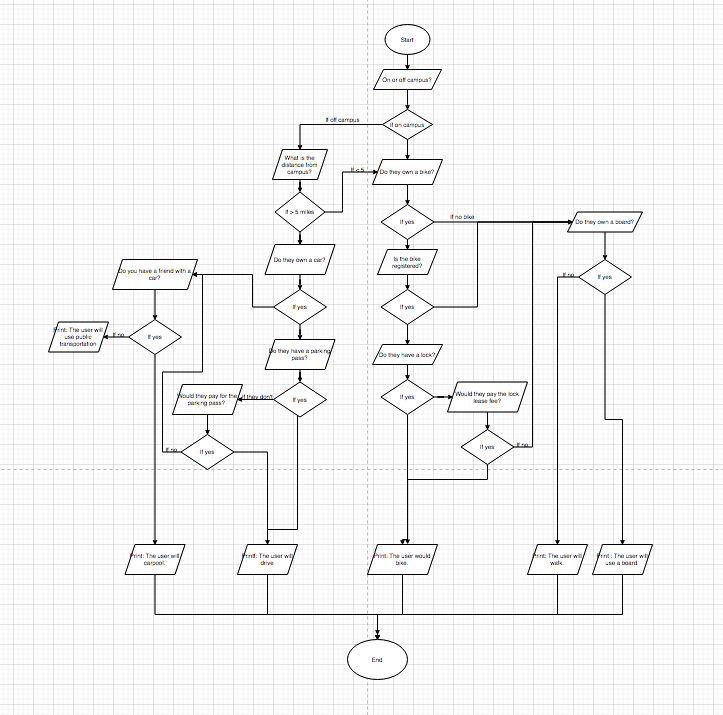 Start
On or off campus?
If off campus
If on campus
What is the
distance from
campus?
If < 5
Do they own a bike?
If > 5 miles
If yes
If no bike
Do they own a board?
Do they own a car?
Is the bike
registered?
Do you have a friend with a
car?
If no
If yes
If yes
If yes
Print: The user will
use public
transportation
If no
If yes
Do they have a parking
pass?
Do they have a lock?
Would they pay for the
parking pass?
If they don't
If yes
If yes
Would they pay the lock
lease fee?
If no
If yes
If yes
If no
Print: The user will
carpool.
Printf: The user will
drive
Print: The user would
bike.
Print: The user will
walk.
Print : The user will
use a board.
End